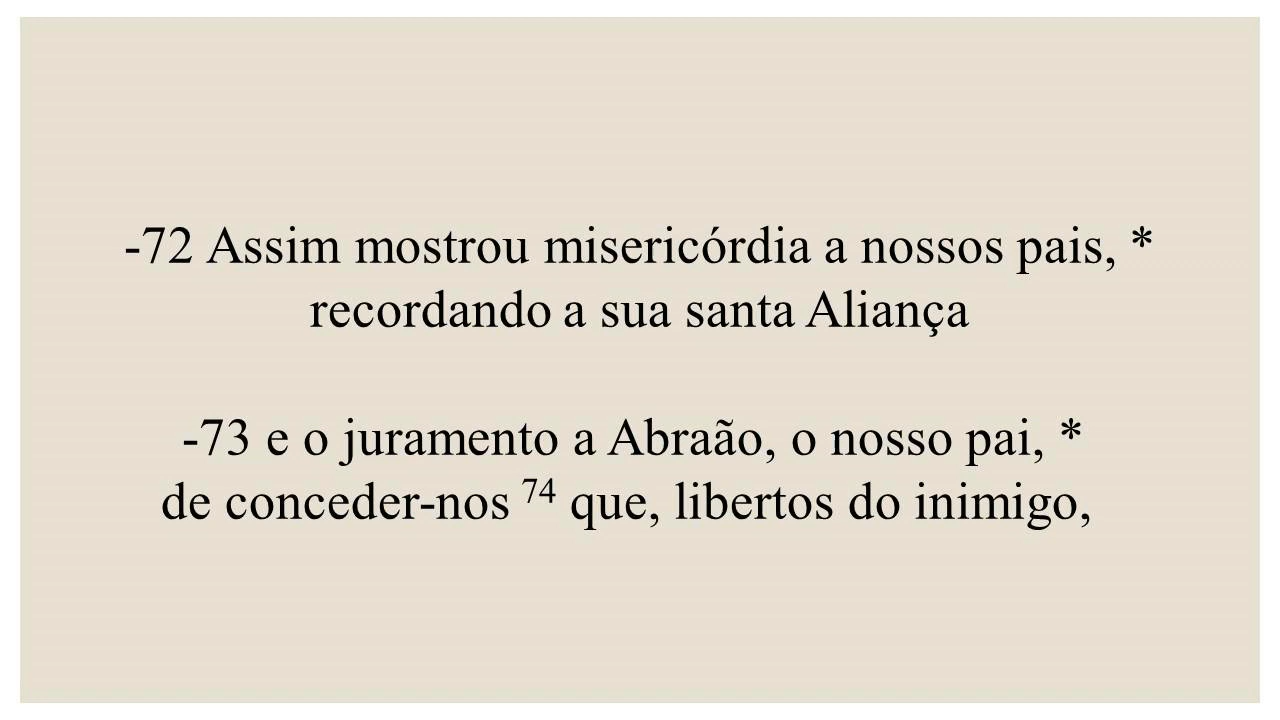 -72 Assim mostrou misericórdia a nossos pais, *
recordando a sua santa Aliança
-73 e o juramento a Abraão, o nosso pai, *
de conceder-nos 74 que, libertos do inimigo,